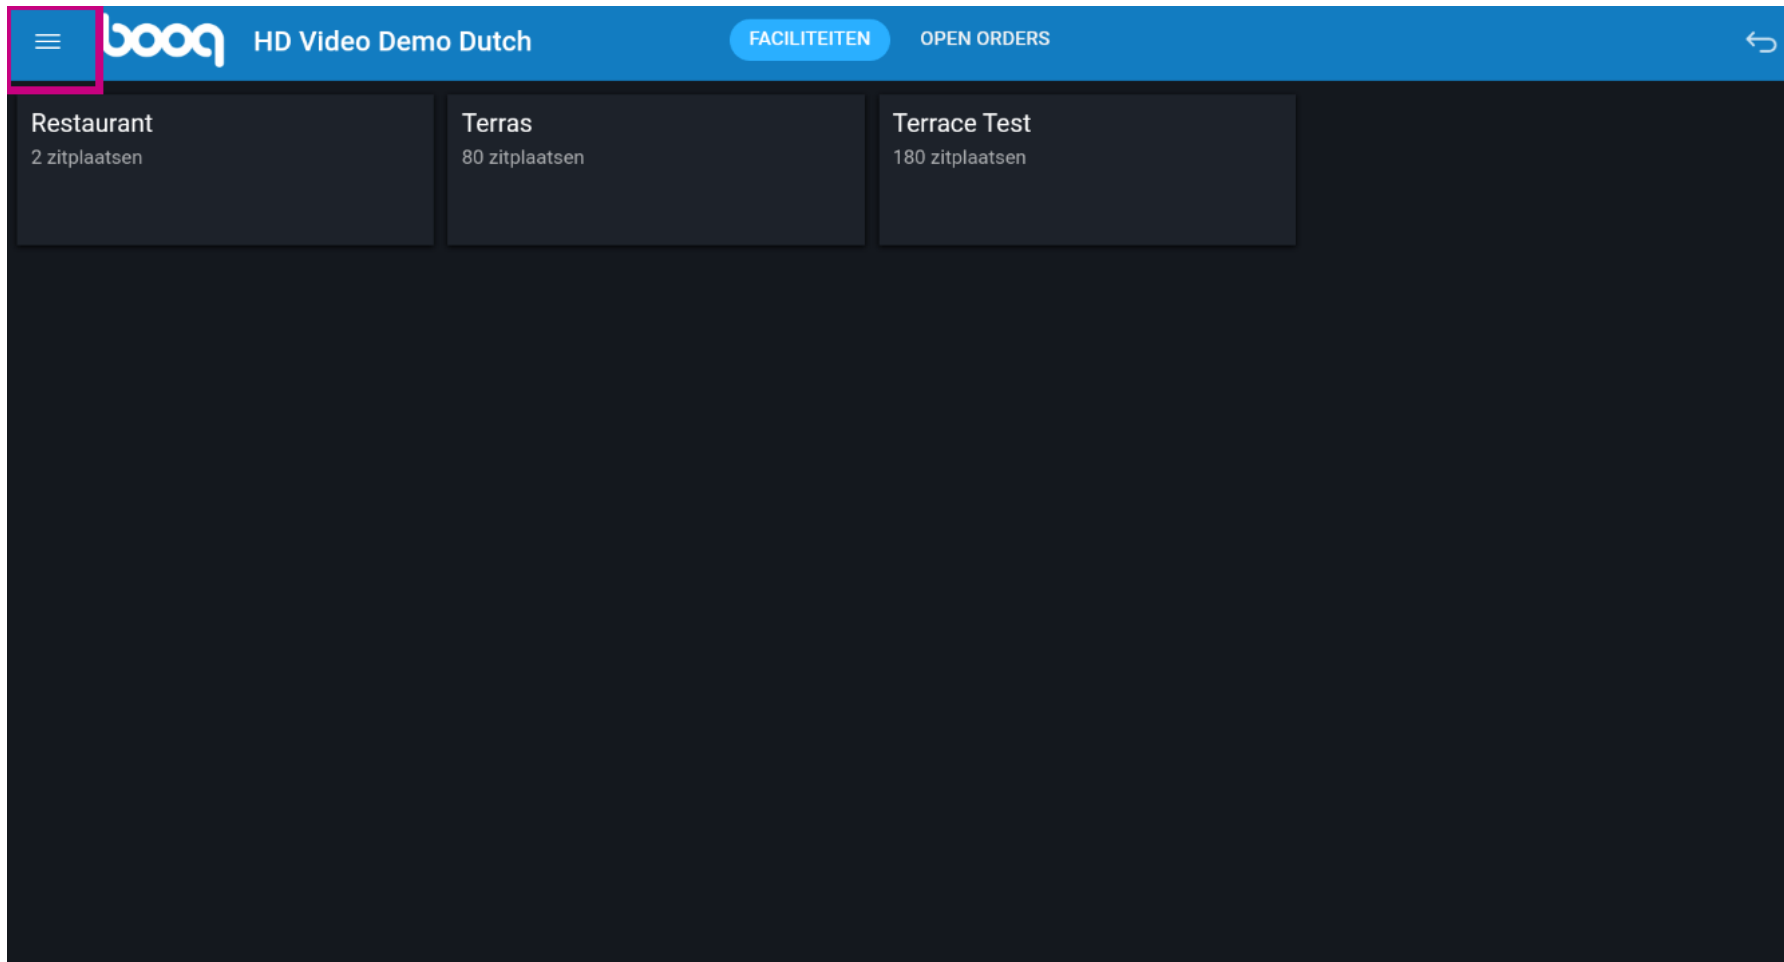 booq HD Video Demo Dutch FACILITEITEN OPEN ORDERS
Restaurant Terras Terrace Test
2 zitplaatsen 80 zitplaatsen 180 zitplaatsen